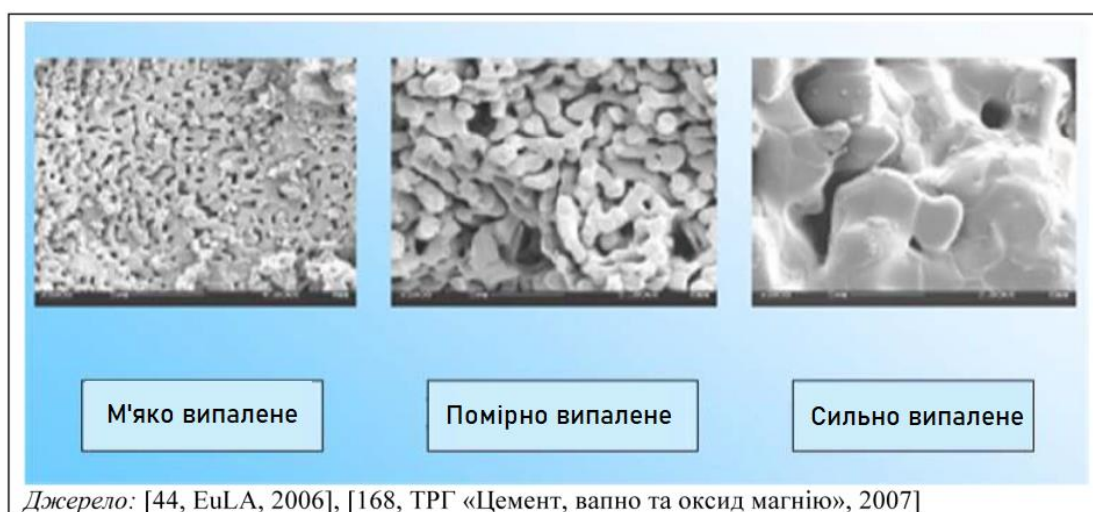 М'яко випалене
Помірно випалене
Сильно випалене
Джерело: [44, EuLA, 2006], [168, ТРГ «Цемент, вапно та оксид магнію», 2007]